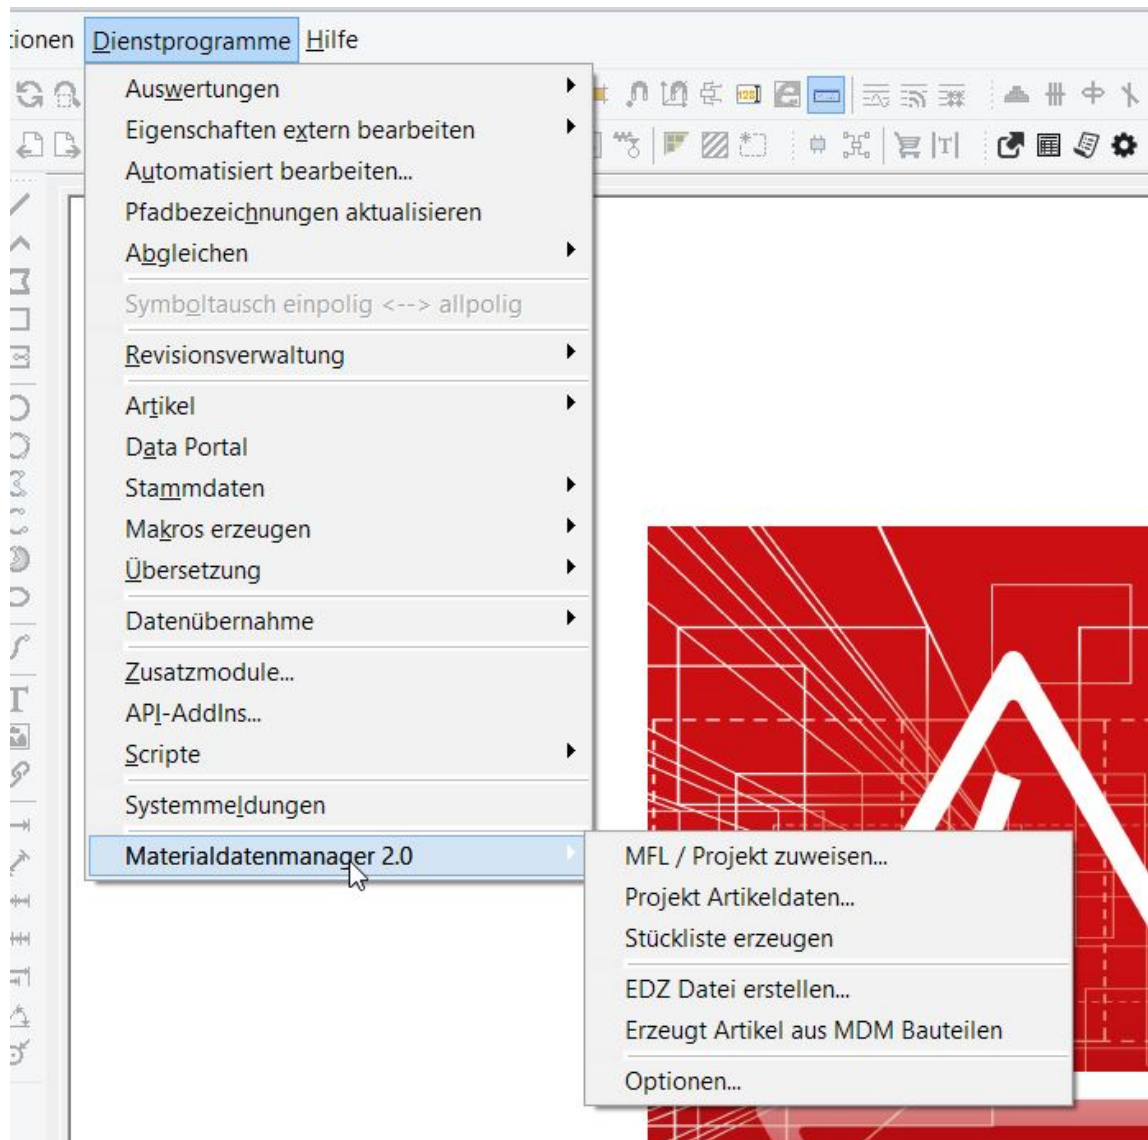 tionen Dienstprogramme Hilfe
Auswertungen
Eigenschaften extern bearbeiten
Automatisiert bearbeiten...
Pfadbezeichnungen aktualisieren
Abgleichen
Symboltausch einpolig <--> allpolig
Revisionsverwaltung
Artikel
Data Portal
Stammdaten
Makros erzeugen
Übersetzung
Datenübernahme
Zusatzmodule...
API-AddIns...
Scripte
Systemmeldungen
Materialdatenmanager 2.0
MFL / Projekt zuweisen...
Projekt Artikeldaten...
Stückliste erzeugen
EDZ Datei erstellen...
Erzeugt Artikel aus MDM Bauteilen
Optionen...